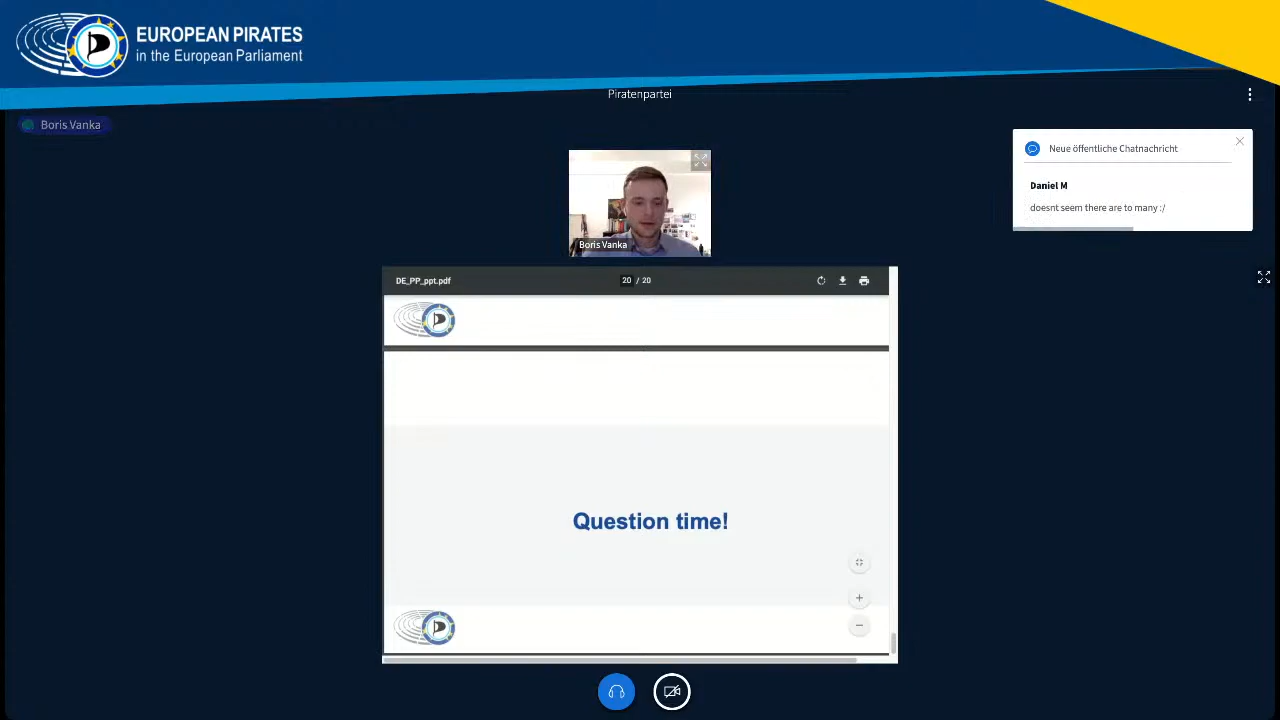 EUROPEAN PIRATES
in the European Parliament
Piratenpartei
Boris Vanka
Neue öffentliche Chatnachricht
Daniel M
doesnt seem there are to many :/
Boris Vanka
DE_PP_ppt.pdf
20 / 20
Question time!